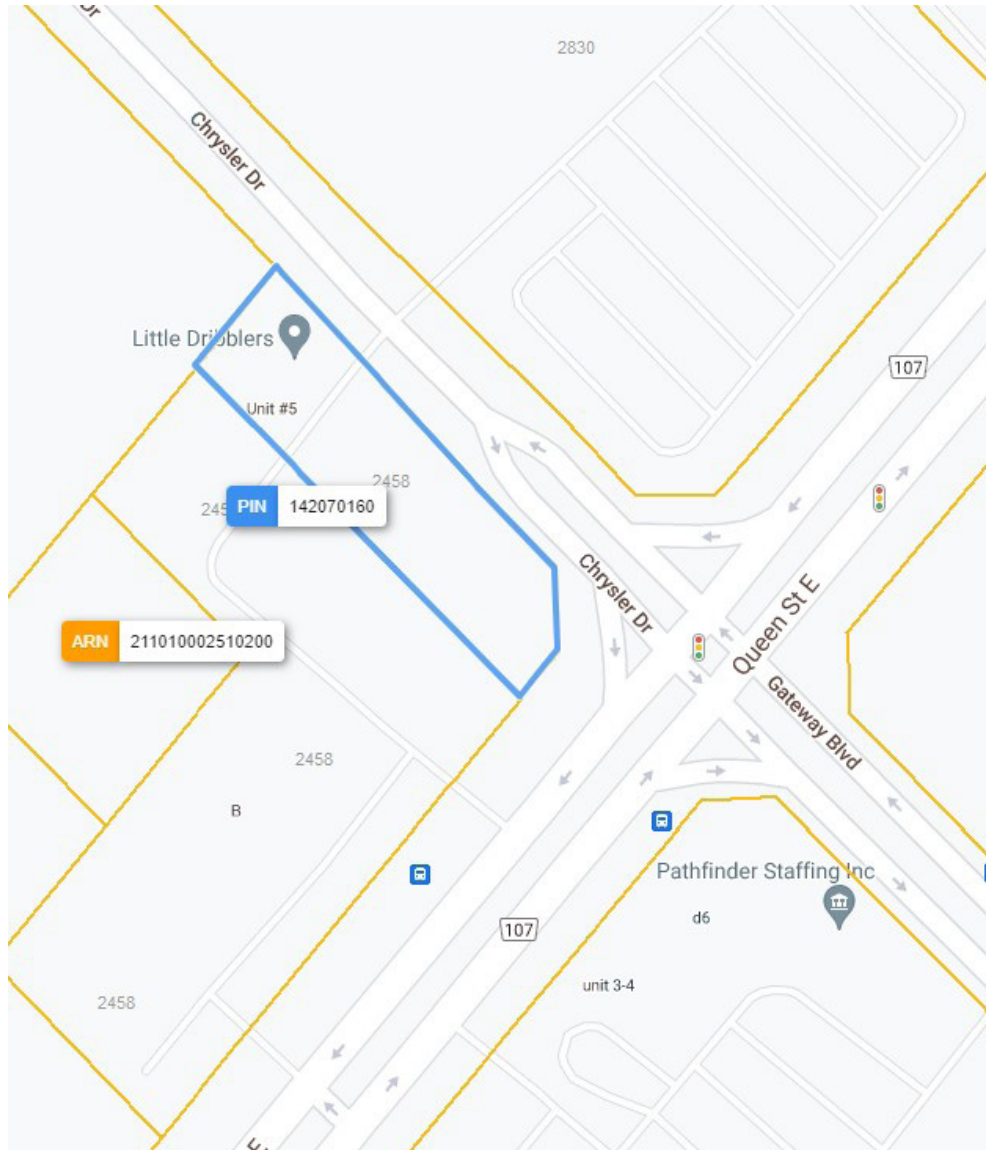 Dr
2830
Chrysler Dr
107
Little Dribblers
Unit #5
2458
PIN 142070160
Chrysler Dr
Queen St E
ARN 211010002510200
Gateway Blvd
2458
B
Pathfinder Staffing Inc
d6
107
unit 3-4
2458